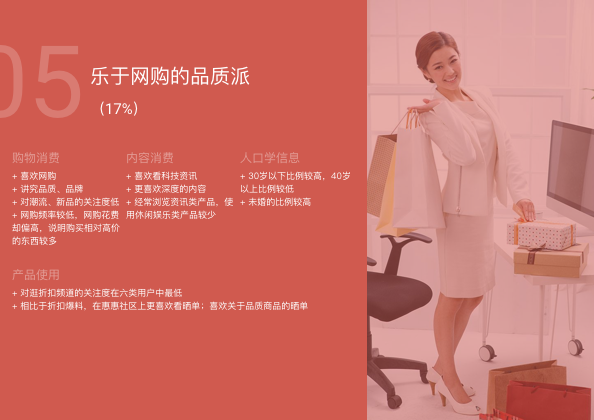 05
乐于网购的品质派
（17%）
购物消费
+ 喜欢网购
+ 讲究品质、品牌
+ 对潮流、新品的关注度低
+ 网购频率较低，网购花费
却偏高，说明购买相对高价
的东西较多
内容消费
+ 喜欢看科技资讯
+ 更喜欢深度的内容
+ 经常浏览资讯类产品，使
用休闲娱乐类产品较少
人口学信息
+ 30岁以下比例较高，40岁
以上比例较低
+ 未婚的比例较高
产品使用
+ 对逛折扣频道的关注度在六类用户中最低
+ 相比于折扣爆料，在惠惠社区上更喜欢看晒单；喜欢关于品质商品的晒单